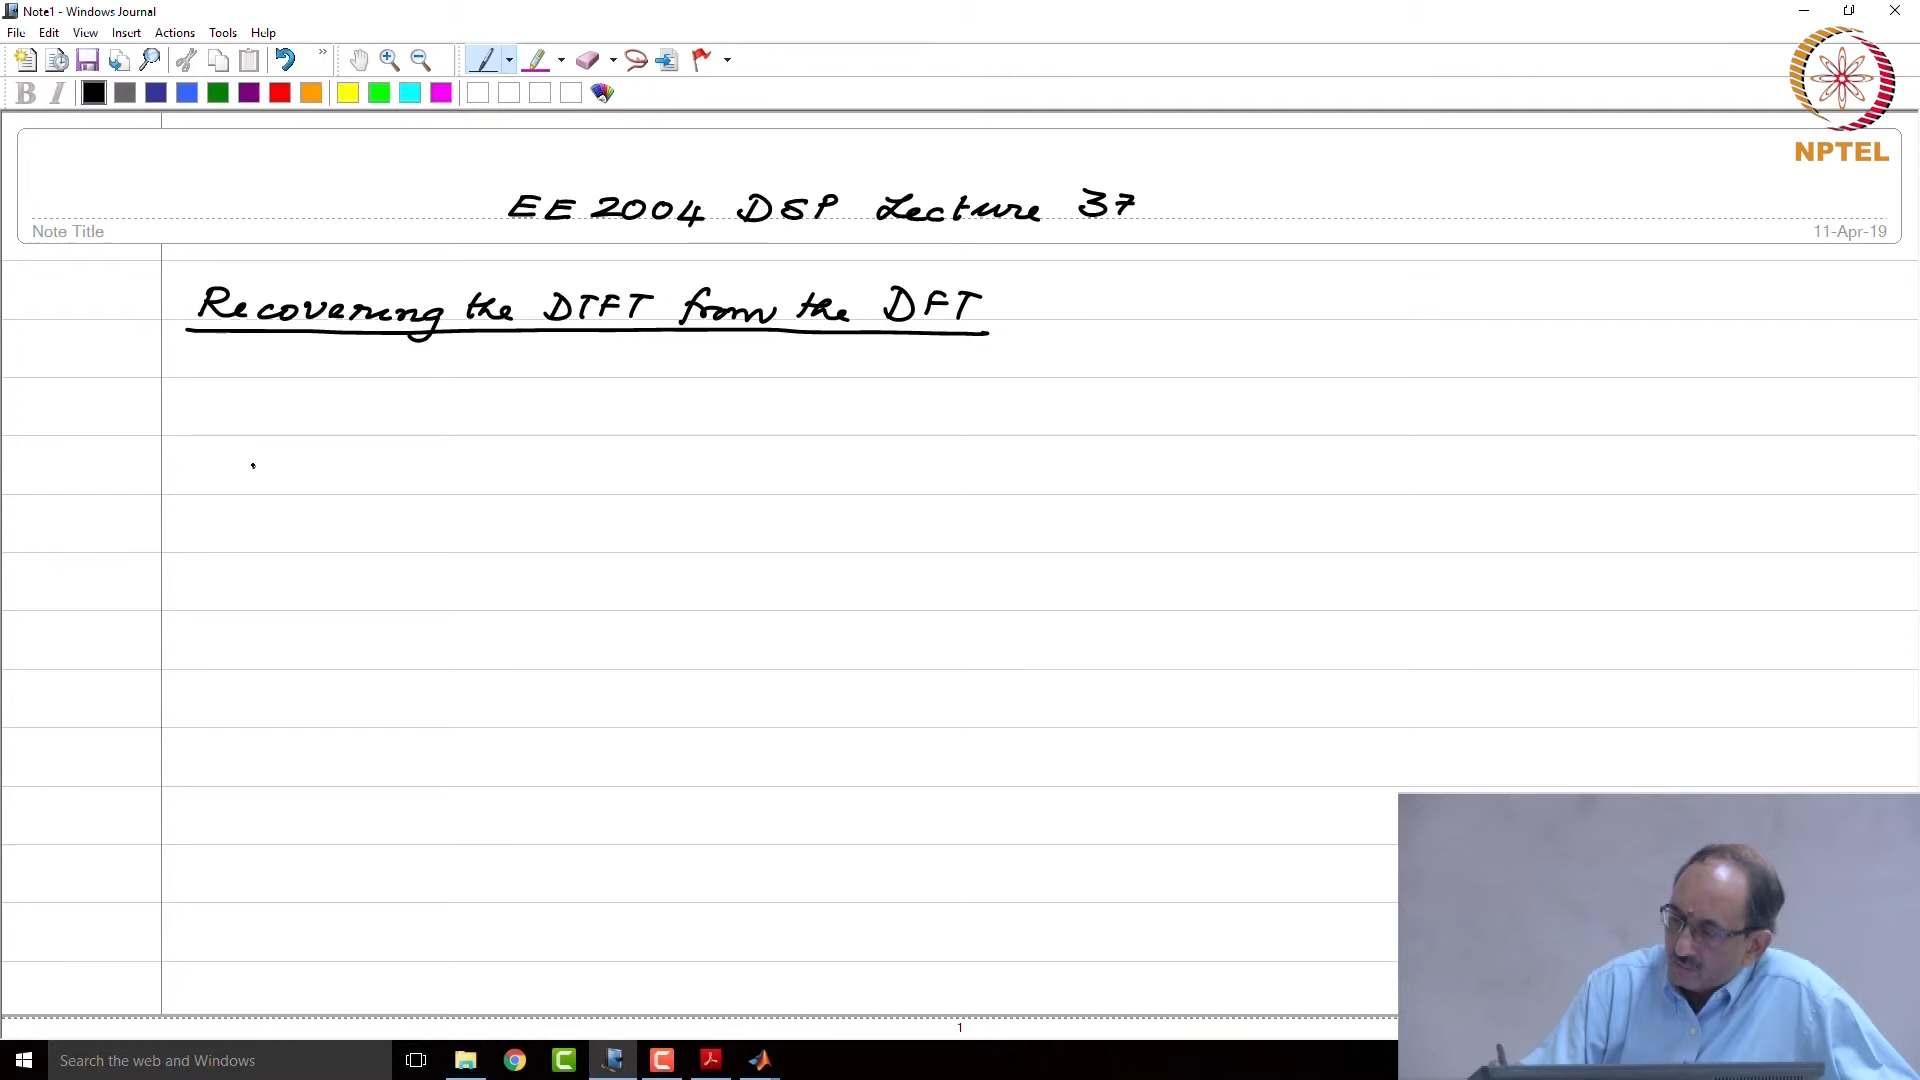 Note1 - Windows Journal
File Edit View Insert Actions Tools Help
B I
NPTEL
EE 2004 DSP Lecture 37
Note Title
11-Apr-19
Recovering the DTFT from the DFT
1
Search the web and Windows